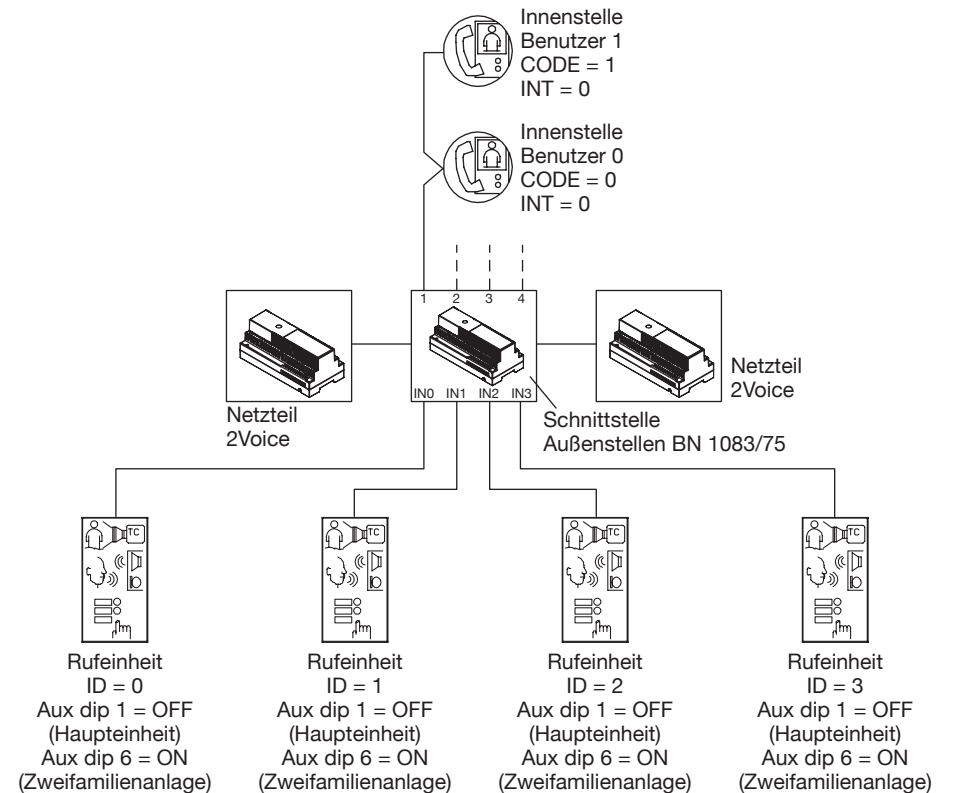 Innenstelle
Benutzer 1
CODE = 1
INT = 0
Innenstelle
Benutzer 0
CODE = 0
INT = 0
1 2 3 4
IN0 IN1 IN2 IN3
Netzteil
2Voice
Netzteil
2Voice
Schnittstelle
Außenstellen BN 1083/75
TC
TC
TC
TC
Rufeinheit
ID = 0
Aux dip 1 = OFF
(Haupteinheit)
Aux dip 6 = ON
(Zweifamilienanlage)
Rufeinheit
ID = 1
Aux dip 1 = OFF
(Haupteinheit)
Aux dip 6 = ON
(Zweifamilienanlage)
Rufeinheit
ID = 2
Aux dip 1 = OFF
(Haupteinheit)
Aux dip 6 = ON
(Zweifamilienanlage)
Rufeinheit
ID = 3
Aux dip 1 = OFF
(Haupteinheit)
Aux dip 6 = ON
(Zweifamilienanlage)